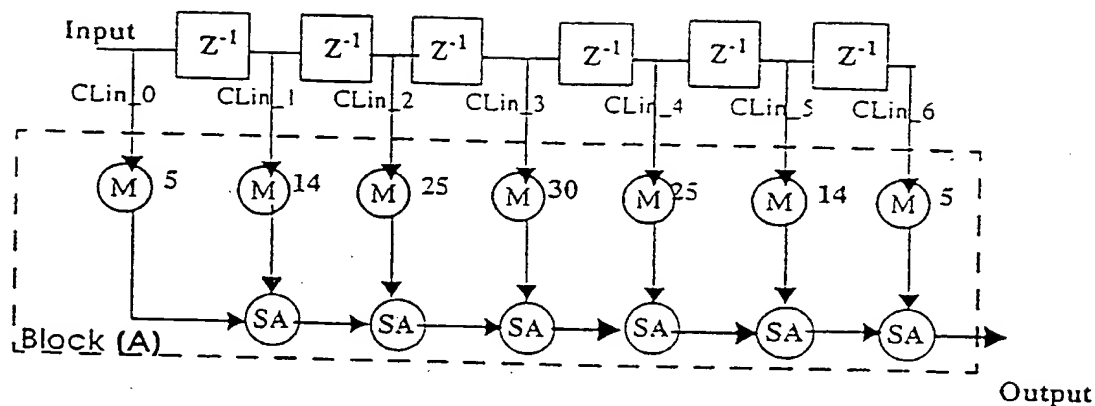 Input
Z-1 Z-1 Z-1 Z-1 Z-1 Z-1
CLin_0 CLin_1 CLin_2 CLin_3 CLin_4 CLin_5 CLin_6
M 5 M 14 M 25 M 30 M 25 M 14 M 5
SA SA SA SA SA SA
Block (A)
Output